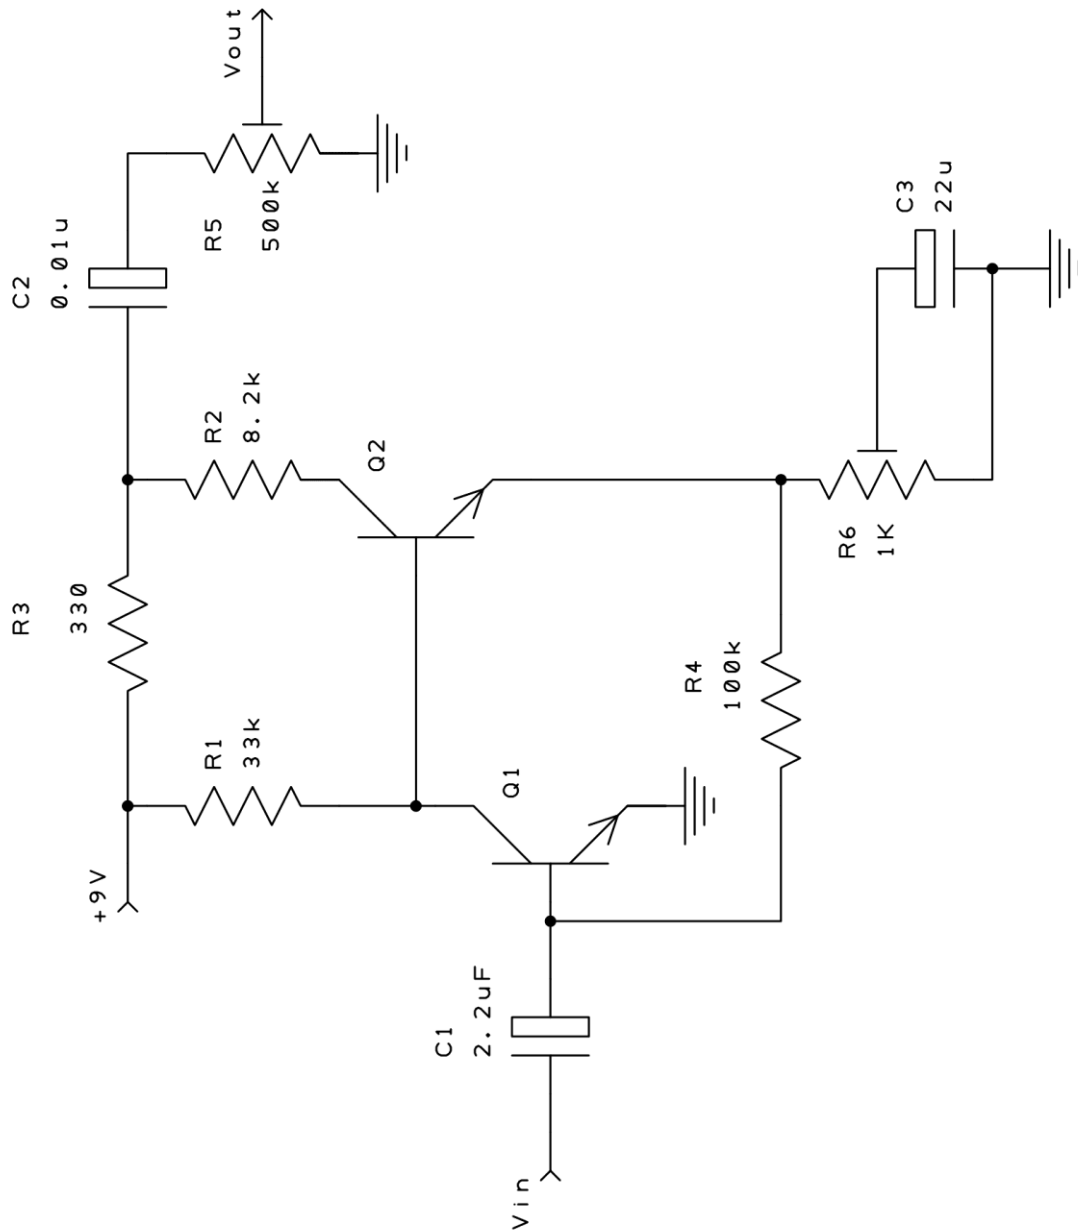 Vout
C2
0.01u
R5
500k
C3
22u
R2
8.2k
Q2
R3
330
R6
1K
R4
100k
R1
33k
Q1
+9V
C1
2.2uF
Vin